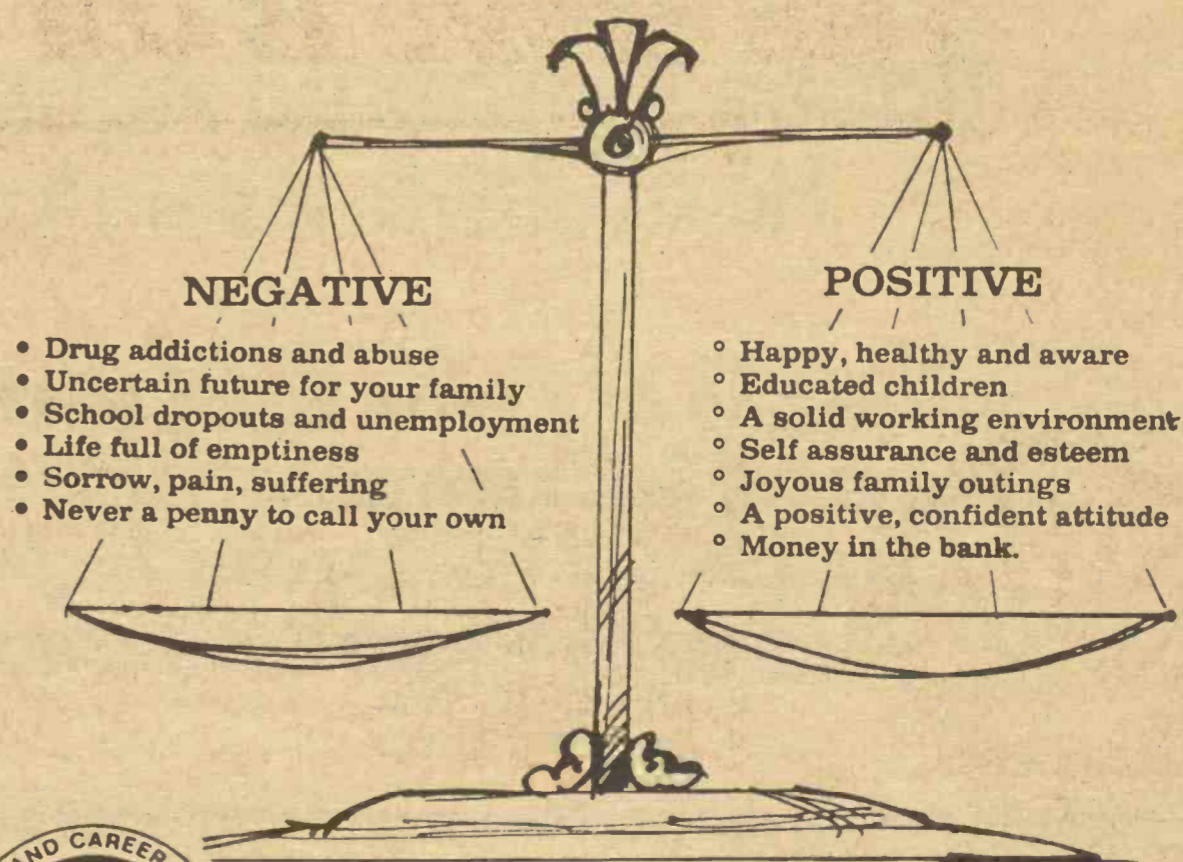 NEGATIVE
• Drug addictions and abuse
• Uncertain future for your family
• School dropouts and unemployment
• Life full of emptiness
• Sorrow, pain, suffering
• Never a penny to call your own
POSITIVE
° Happy, healthy and aware
° Educated children
° A solid working environment
° Self assurance and esteem
° Joyous family outings
° A positive, confident attitude
° Money in the bank.
AND CAREER